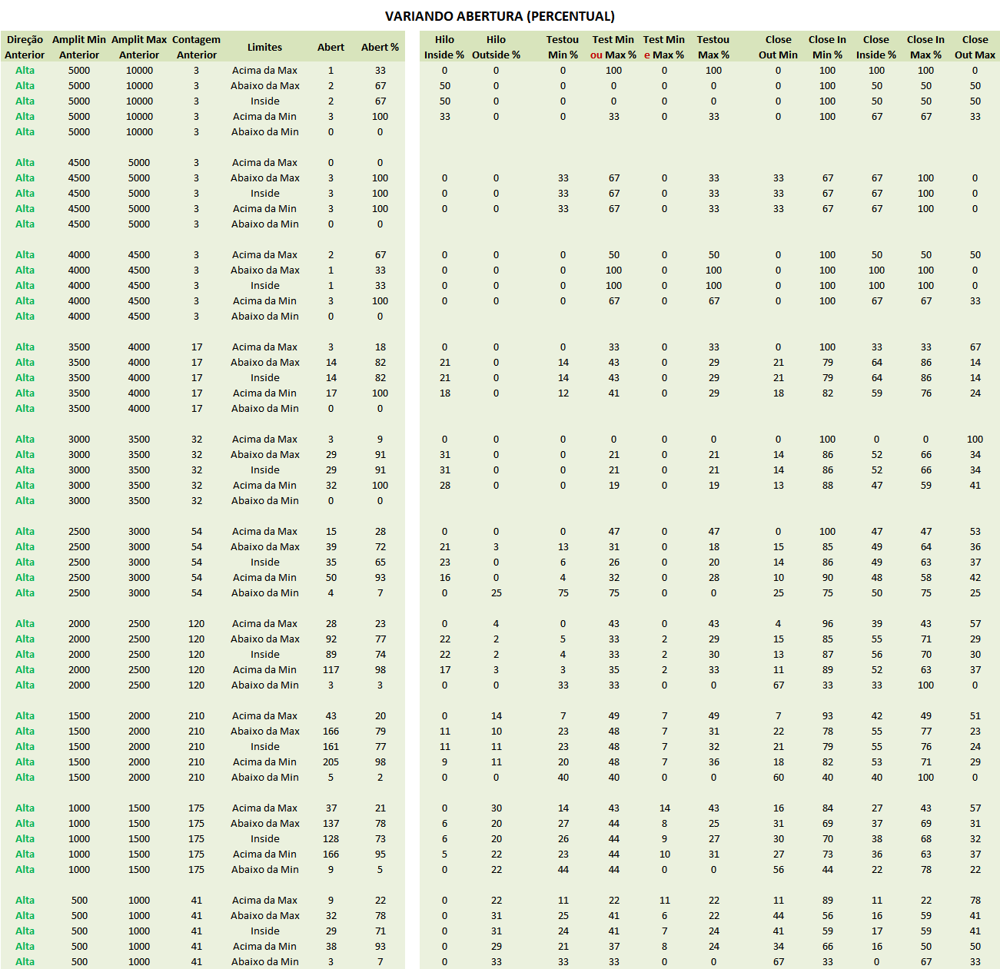 VARIANDO ABERTURA (PERCENTUAL)
Direção Amplit Min Amplit Max Contagem Limites Abert Abert % Hilo Hilo Testou Test Min Test Min Testou Close Close In Close Close In Close
Anterior Anterior Anterior Anterior Inside % Outside % Min % ou Max % e Max % Max % Out Min Min % Inside % Max % Out Max
Alta 5000 10000 3 Acima da Max 1 33 0 0 0 100 0 100 0 100 100 100 0
Alta 5000 10000 3 Abaixo da Max 2 67 50 0 0 0 0 0 0 100 50 50 50
Alta 5000 10000 3 Inside 2 67 50 0 0 0 0 0 0 100 50 50 50
Alta 5000 10000 3 Acima da Min 3 100 33 0 0 33 0 33 0 100 67 67 33
Alta 5000 10000 3 Abaixo da Min 0 0
Alta 4500 5000 3 Acima da Max 0 0
Alta 4500 5000 3 Abaixo da Max 3 100 0 0 33 67 0 33 33 67 67 100 0
Alta 4500 5000 3 Inside 3 100 0 0 33 67 0 33 33 67 67 100 0
Alta 4500 5000 3 Acima da Min 3 100 0 0 33 67 0 33 33 67 67 100 0
Alta 4500 5000 3 Abaixo da Min 0 0
Alta 4000 4500 3 Acima da Max 2 67 0 0 0 50 0 50 0 100 50 50 50
Alta 4000 4500 3 Abaixo da Max 1 33 0 0 0 100 0 100 0 100 100 100 0
Alta 4000 4500 3 Inside 1 33 0 0 0 100 0 100 0 100 100 100 0
Alta 4000 4500 3 Acima da Min 3 100 0 0 0 67 0 67 0 100 67 67 33
Alta 4000 4500 3 Abaixo da Min 0 0
Alta 3500 4000 17 Acima da Max 3 18 0 0 0 33 0 33 0 100 33 33 67
Alta 3500 4000 17 Abaixo da Max 14 82 21 0 14 43 0 29 21 79 64 86 14
Alta 3500 4000 17 Inside 14 82 21 0 14 43 0 29 21 79 64 86 14
Alta 3500 4000 17 Acima da Min 17 100 18 0 12 41 0 29 18 82 59 76 24
Alta 3500 4000 17 Abaixo da Min 0 0
Alta 3000 3500 32 Acima da Max 3 9 0 0 0 0 0 0 0 100 0 0 100
Alta 3000 3500 32 Abaixo da Max 29 91 31 0 0 21 0 21 14 86 52 66 34
Alta 3000 3500 32 Inside 29 91 31 0 0 21 0 21 14 86 52 66 34
Alta 3000 3500 32 Acima da Min 32 100 28 0 0 19 0 19 13 88 47 59 41
Alta 3000 3500 32 Abaixo da Min 0 0
Alta 2500 3000 54 Acima da Max 15 28 0 0 0 47 0 47 0 100 47 47 53
Alta 2500 3000 54 Abaixo da Max 39 72 21 3 13 31 0 18 15 85 49 64 36
Alta 2500 3000 54 Inside 35 65 23 0 6 26 0 20 14 86 49 63 37
Alta 2500 3000 54 Acima da Min 50 93 16 0 4 32 0 28 10 90 48 58 42
Alta 2500 3000 54 Abaixo da Min 4 7 0 25 75 75 0 0 25 75 50 75 25
Alta 2000 2500 120 Acima da Max 28 23 0 4 0 43 0 43 4 96 39 43 57
Alta 2000 2500 120 Abaixo da Max 92 77 22 2 5 33 2 29 15 85 55 71 29
Alta 2000 2500 120 Inside 89 74 22 2 4 33 2 30 13 87 56 70 30
Alta 2000 2500 120 Acima da Min 117 98 17 3 3 35 2 33 11 89 52 63 37
Alta 2000 2500 120 Abaixo da Min 3 3 0 0 33 33 0 0 67 33 33 100 0
Alta 1500 2000 210 Acima da Max 43 20 0 14 7 49 7 49 7 93 42 49 51
Alta 1500 2000 210 Abaixo da Max 166 79 11 10 23 48 7 31 22 78 55 77 23
Alta 1500 2000 210 Inside 161 77 11 11 23 48 7 32 21 79 55 76 24
Alta 1500 2000 210 Acima da Min 205 98 9 11 20 48 7 36 18 82 53 71 29
Alta 1500 2000 210 Abaixo da Min 5 2 0 0 40 40 0 0 60 40 40 100 0
Alta 1000 1500 175 Acima da Max 37 21 0 30 14 43 14 43 16 84 27 43 57
Alta 1000 1500 175 Abaixo da Max 137 78 6 20 27 44 8 25 31 69 37 69 31
Alta 1000 1500 175 Inside 128 73 6 20 26 44 9 27 30 70 38 68 32
Alta 1000 1500 175 Acima da Min 166 95 5 22 23 44 10 31 27 73 36 63 37
Alta 1000 1500 175 Abaixo da Min 9 5 0 22 44 44 0 0 56 44 22 78 22
Alta 500 1000 41 Acima da Max 9 22 0 22 11 22 11 22 11 89 11 22 78
Alta 500 1000 41 Abaixo da Max 32 78 0 31 25 41 6 22 44 56 16 59 41
Alta 500 1000 41 Inside 29 71 0 31 24 41 7 24 41 59 17 59 41
Alta 500 1000 41 Acima da Min 38 93 0 29 21 37 8 24 34 66 16 50 50
Alta 500 1000 41 Abaixo da Min 3 7 0 33 33 33 0 0 67 33 0 67 33